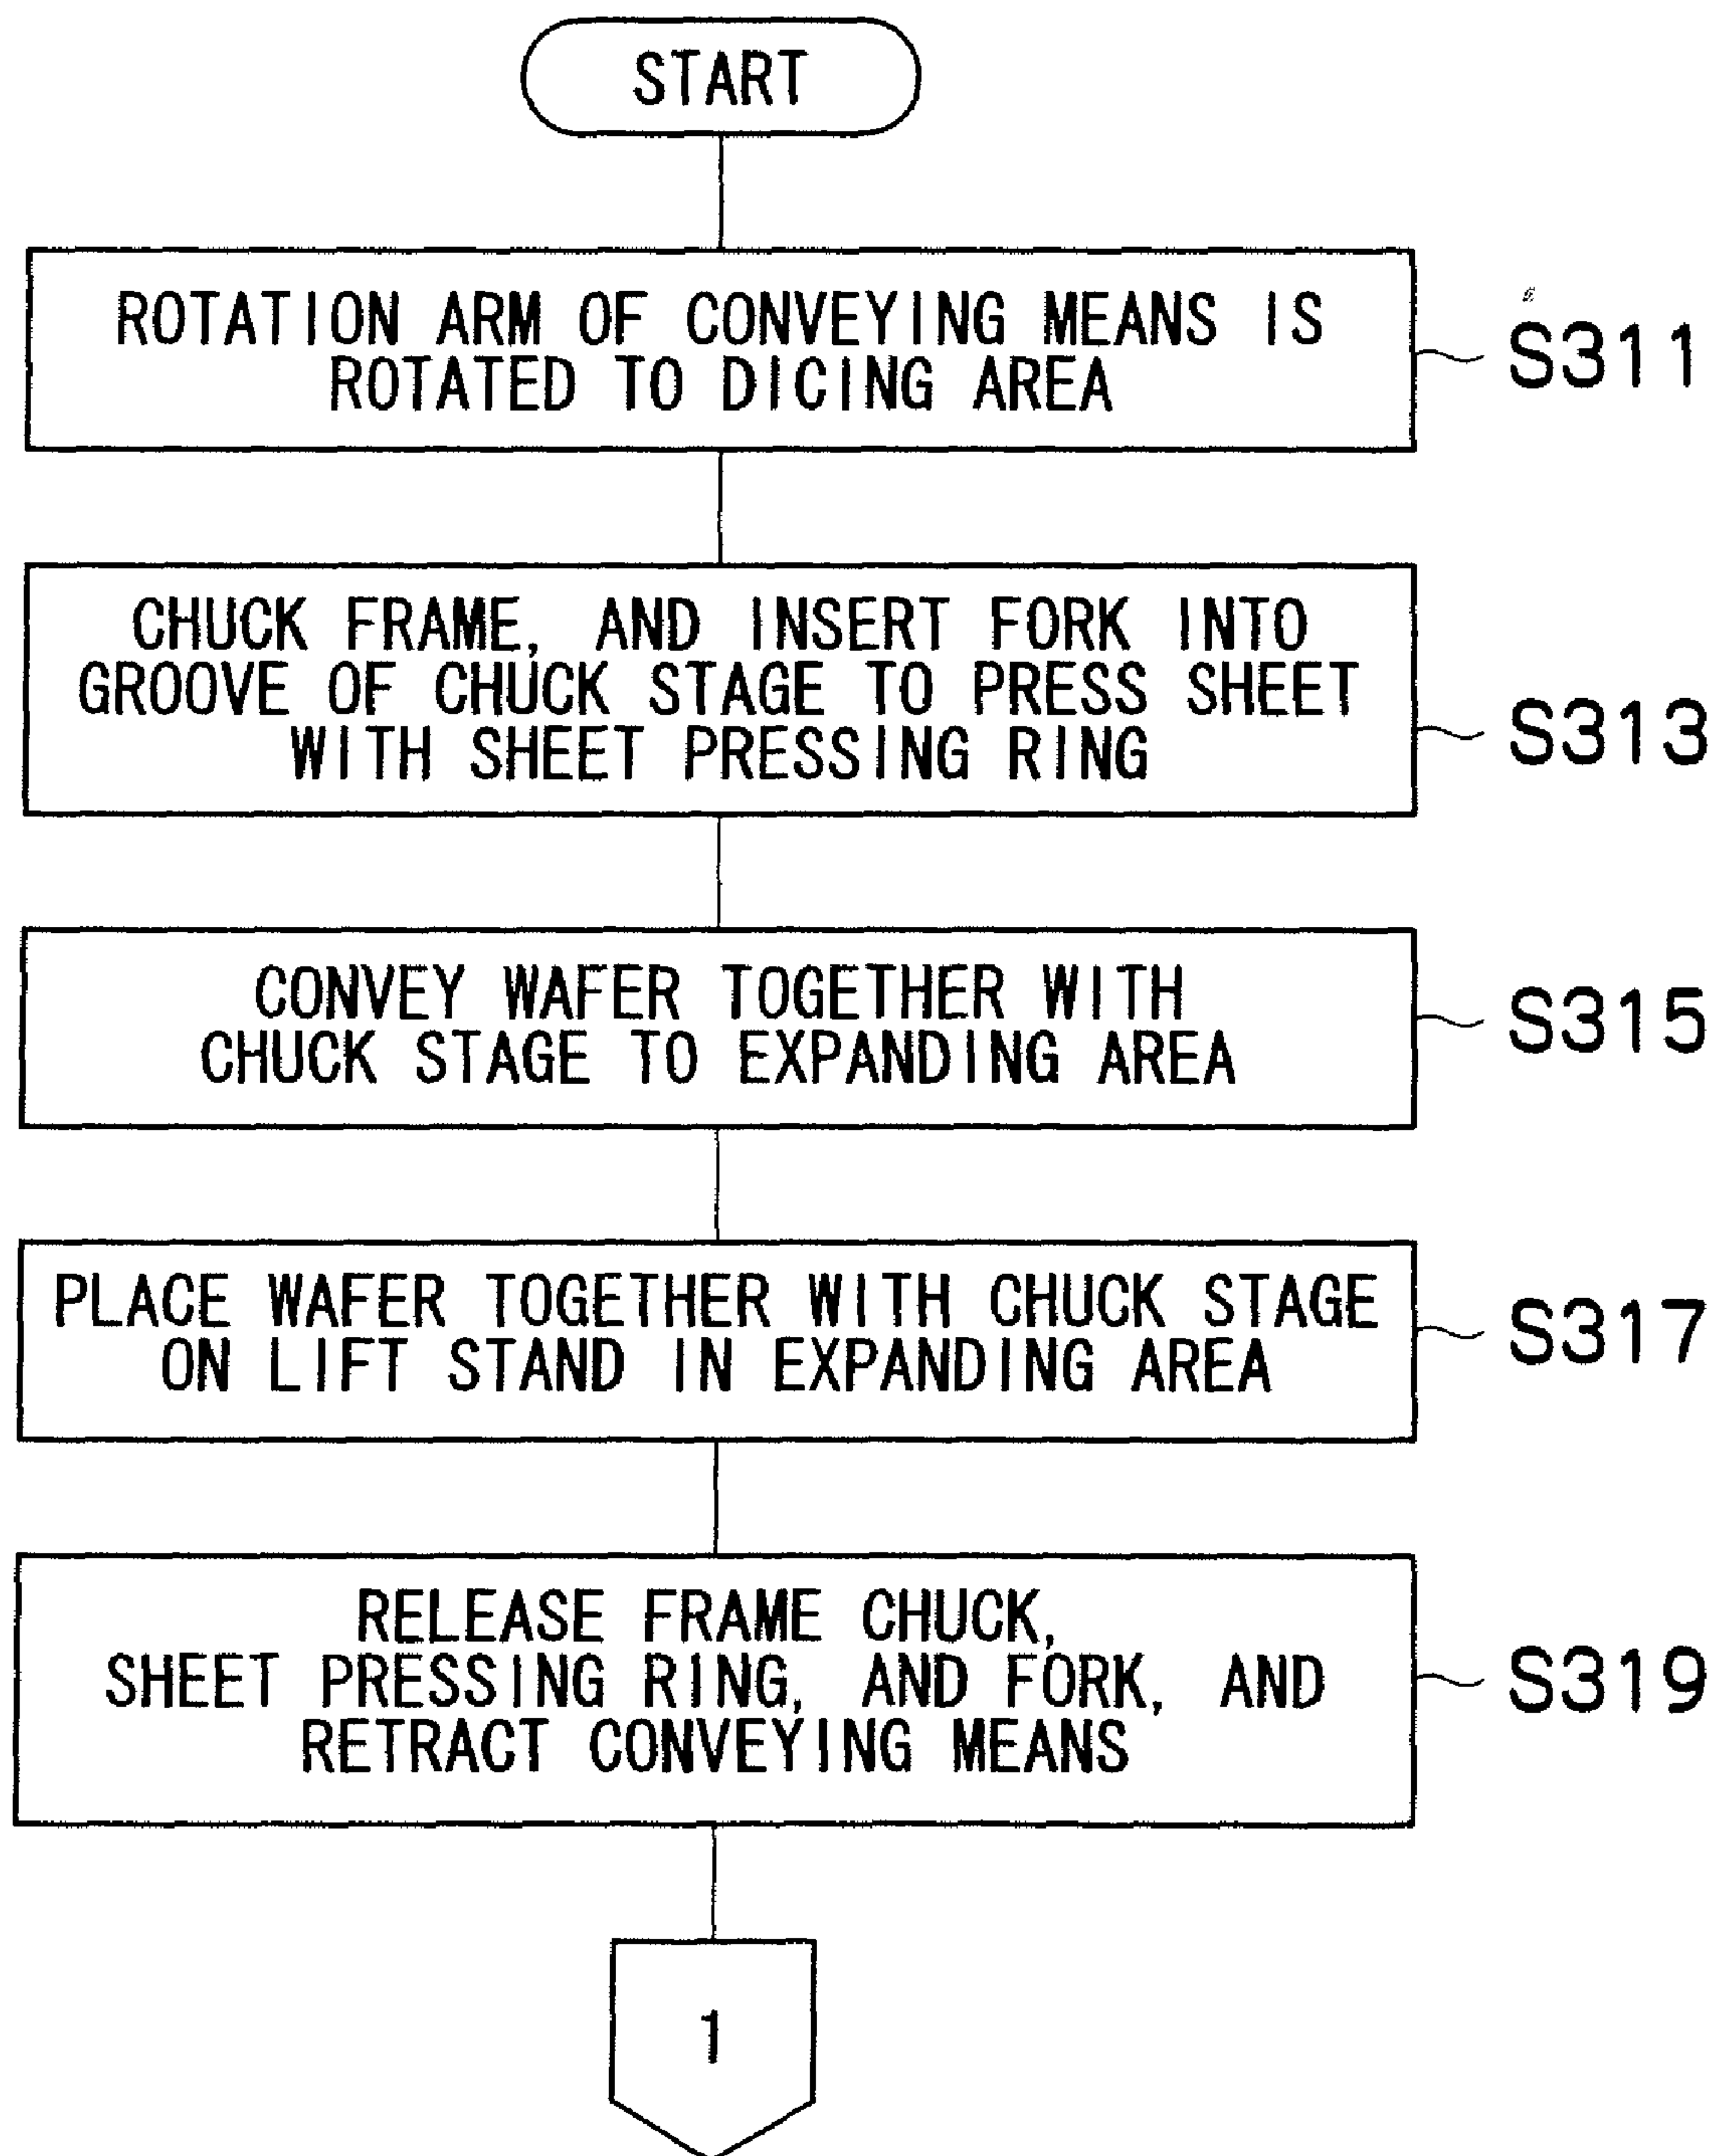 START
ROTATION ARM OF CONVEYING MEANS IS
ROTATED TO DICING AREA
S311
CHUCK FRAME, AND INSERT FORK INTO
GROOVE OF CHUCK STAGE TO PRESS SHEET
WITH SHEET PRESSING RING
S313
CONVEY WAFER TOGETHER WITH
CHUCK STAGE TO EXPANDING AREA
S315
PLACE WAFER TOGETHER WITH CHUCK STAGE
ON LIFT STAND IN EXPANDING AREA
S317
RELEASE FRAME CHUCK,
SHEET PRESSING RING, AND FORK, AND
RETRACT CONVEYING MEANS
S319
1